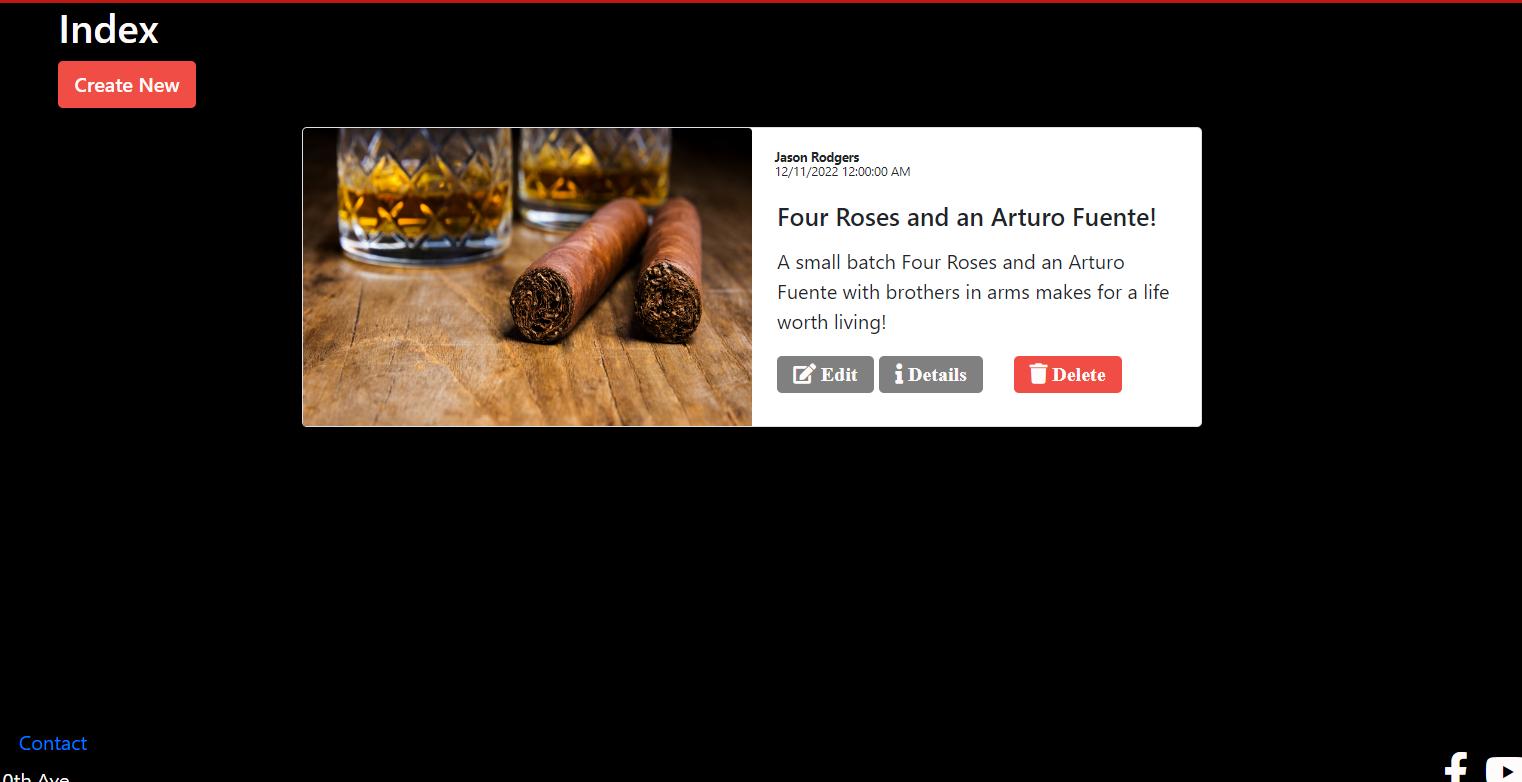 Index
Create New
Jason Rodgers
12/11/2022 12:00:00 AM
Four Roses and an Arturo Fuente!
A small batch Four Roses and an Arturo
Fuente with brothers in arms makes for a life
worth living!
Edit Details Delete
Contact
0th Ave